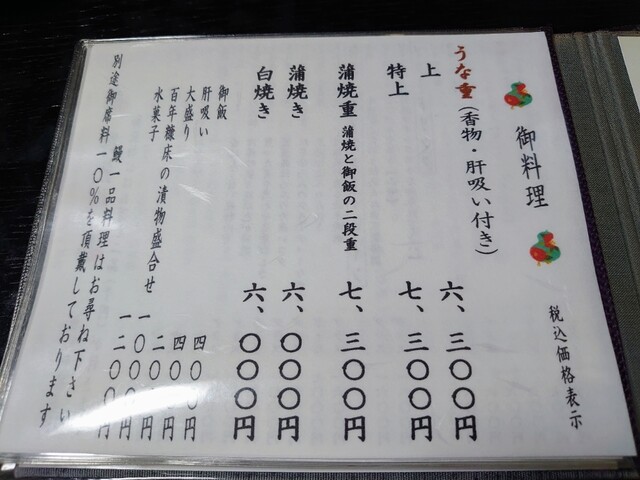 御料理
税込価格表示
うな重(香物・肝吸い付き)
上 六、三〇〇円
特上 七、三〇〇円
蒲焼重 蒲焼と御飯の二段重 七、三〇〇円
蒲焼き 六、〇〇〇円
白焼き 六、〇〇〇円
御飯 四〇〇円
肝吸い 四〇〇円
大盛り 二〇〇円
百年糠床の漬物盛合せ 一〇〇〇円
水菓子 一二〇〇円
鰻一品料理はお尋ね下さい
別途御席料一〇%を頂戴しております